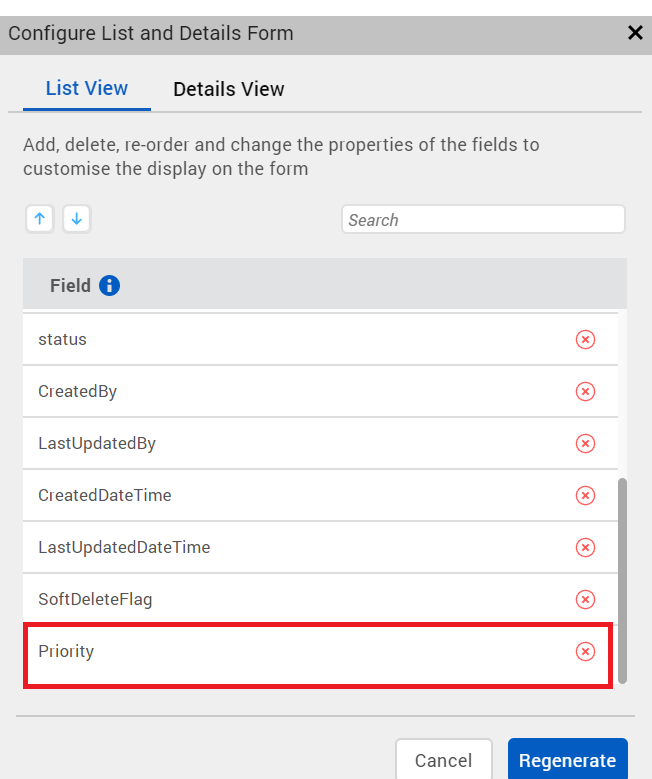 Configure List and Details Form
List View
Details View
Add, delete, re-order and change the properties of the fields to
customise the display on the form
Search
Field
status
CreatedBy
LastUpdatedBy
CreatedDateTime
LastUpdatedDateTime
SoftDeleteFlag
Priority
Cancel
Regenerate